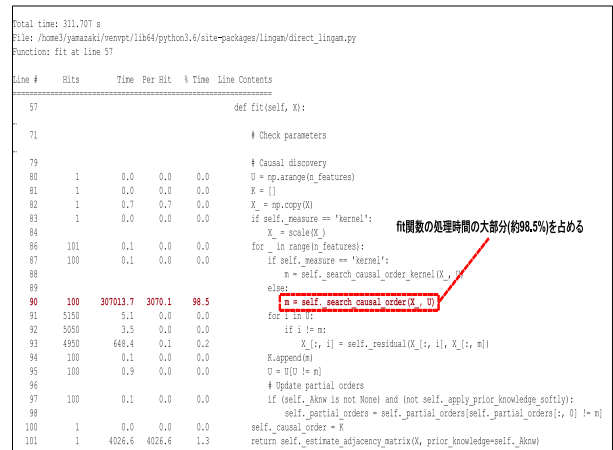 Total time: 311.707 s
File: /home3/yamazaki/venvpt/lib64/python3.6/site-packages/lingam/direct_lingam.py
Function: fit at line 57
Line # Hits Time Per Hit % Time Line Contents
==============================================================
57 def fit(self, X):
…
71 # Check parameters
…
79 # Causal discovery
80 1 0.0 0.0 0.0 U = np.arange(n_features)
81 1 0.0 0.0 0.0 K = []
82 1 0.7 0.7 0.0 X_ = np.copy(X)
83 1 0.0 0.0 0.0 if self._measure == 'kernel':
84 X_ = scale(X_)
fit関数の処理時間の大部分(約98.5%)を占める
86 101 0.1 0.0 0.0 for _ in range(n_features):
87 100 0.1 0.0 0.0 if self._measure == 'kernel':
88 m = self._search_causal_order_kernel(X_, U)
89 else:
90 100 307013.7 3070.1 98.5 m = self._search_causal_order(X_, U)
91 5150 5.1 0.0 0.0 for i in U:
92 5050 3.5 0.0 0.0 if i != m:
93 4950 648.4 0.1 0.2 X_[:, i] = self._residual(X_[:, i], X_[:, m])
94 100 0.1 0.0 0.0 K.append(m)
95 100 0.9 0.0 0.0 U = U[U != m]
96 # Update partial orders
97 100 0.1 0.0 0.0 if (self._Aknw is not None) and (not self._apply_prior_knowledge_softly):
98 self._partial_orders = self._partial_orders[self._partial_orders[:, 0] != m]
100 1 0.0 0.0 0.0 self._causal_order = K
101 1 4026.6 4026.6 1.3 return self._estimate_adjacency_matrix(X, prior_knowledge=self._Aknw)